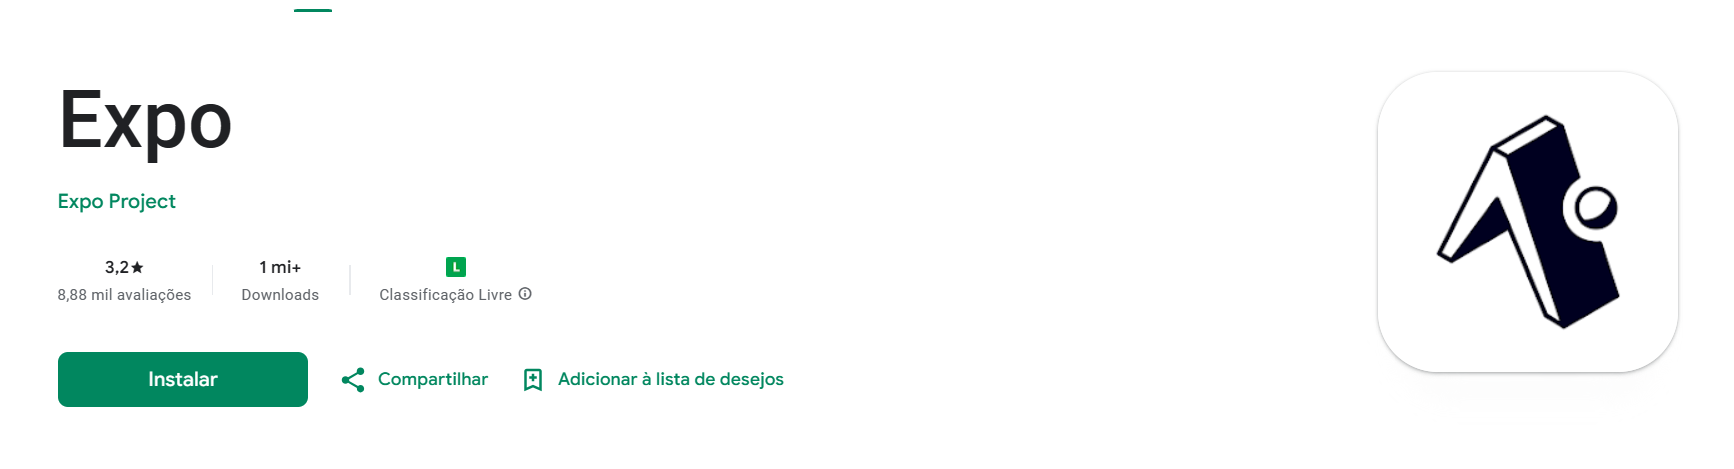 Expo
Expo Project
3,2★
8,88 mil avaliações
1 mi+
Downloads
L
Classificação Livre
Instalar
Compartilhar
Adicionar à lista de desejos